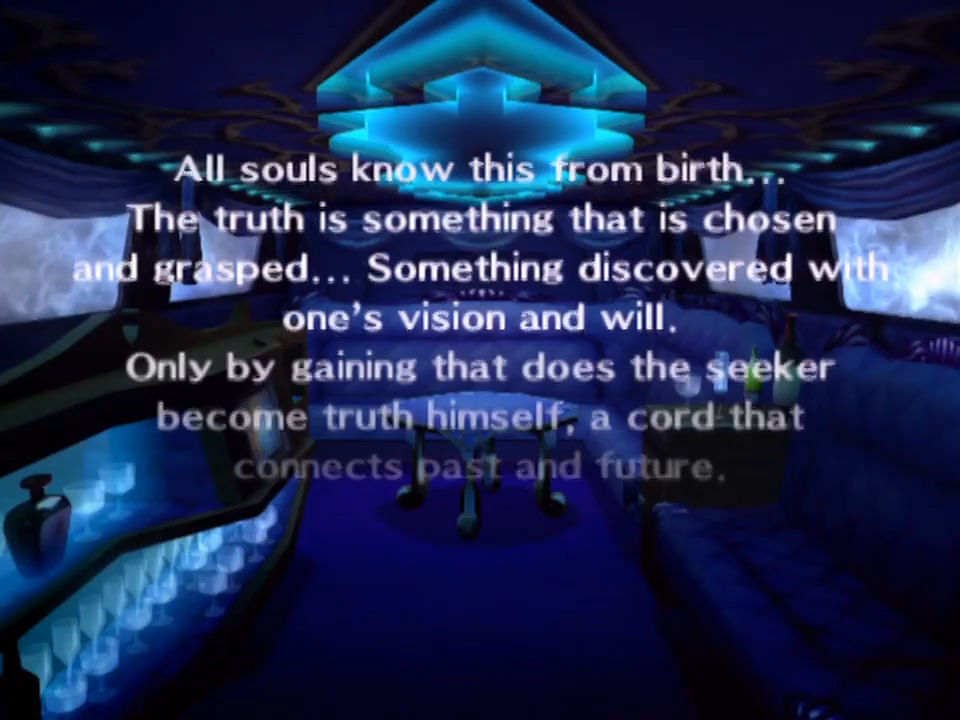 All souls know this from birth...
The truth is something that is chosen
and grasped... Something discovered with
one's vision and will.
Only by gaining that does the seeker
become truth himself, a cord that
connects past and future.